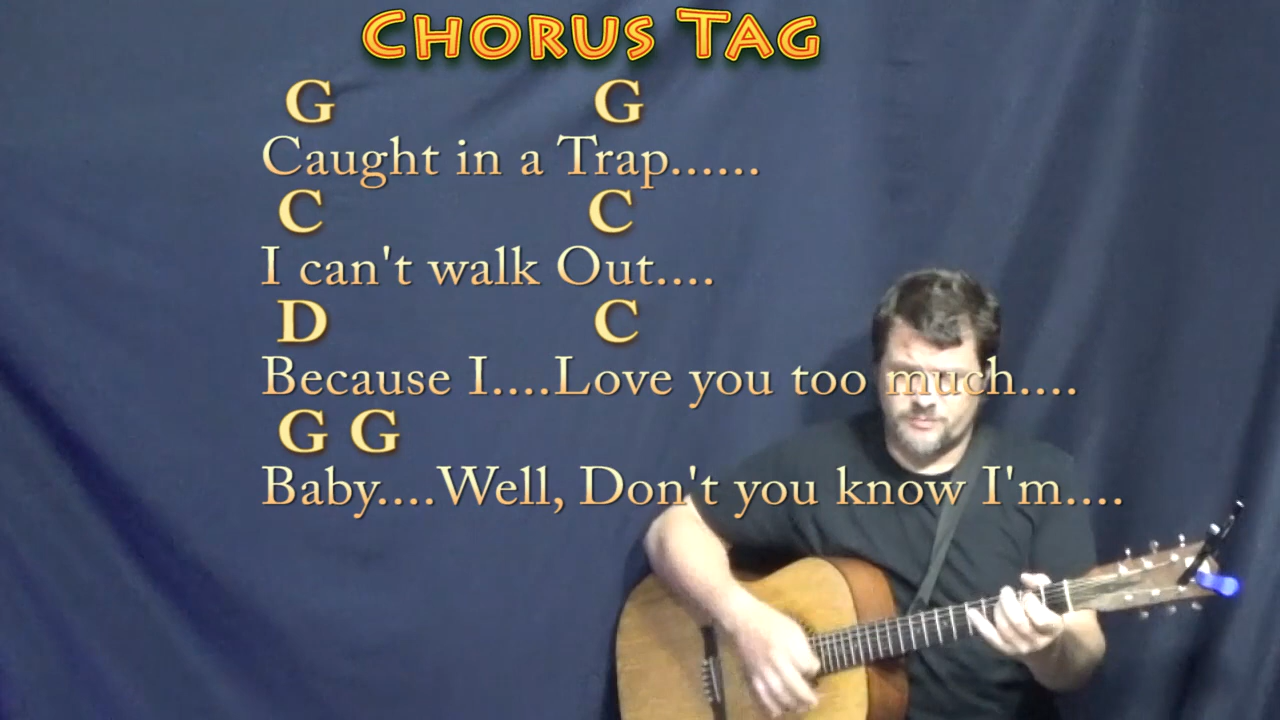 CHORUS TAG
G G
Caught in a Trap......
C C
I can't walk Out....
D C
Because I....Love you too much....
G G
Baby....Well, Don't you know I'm....